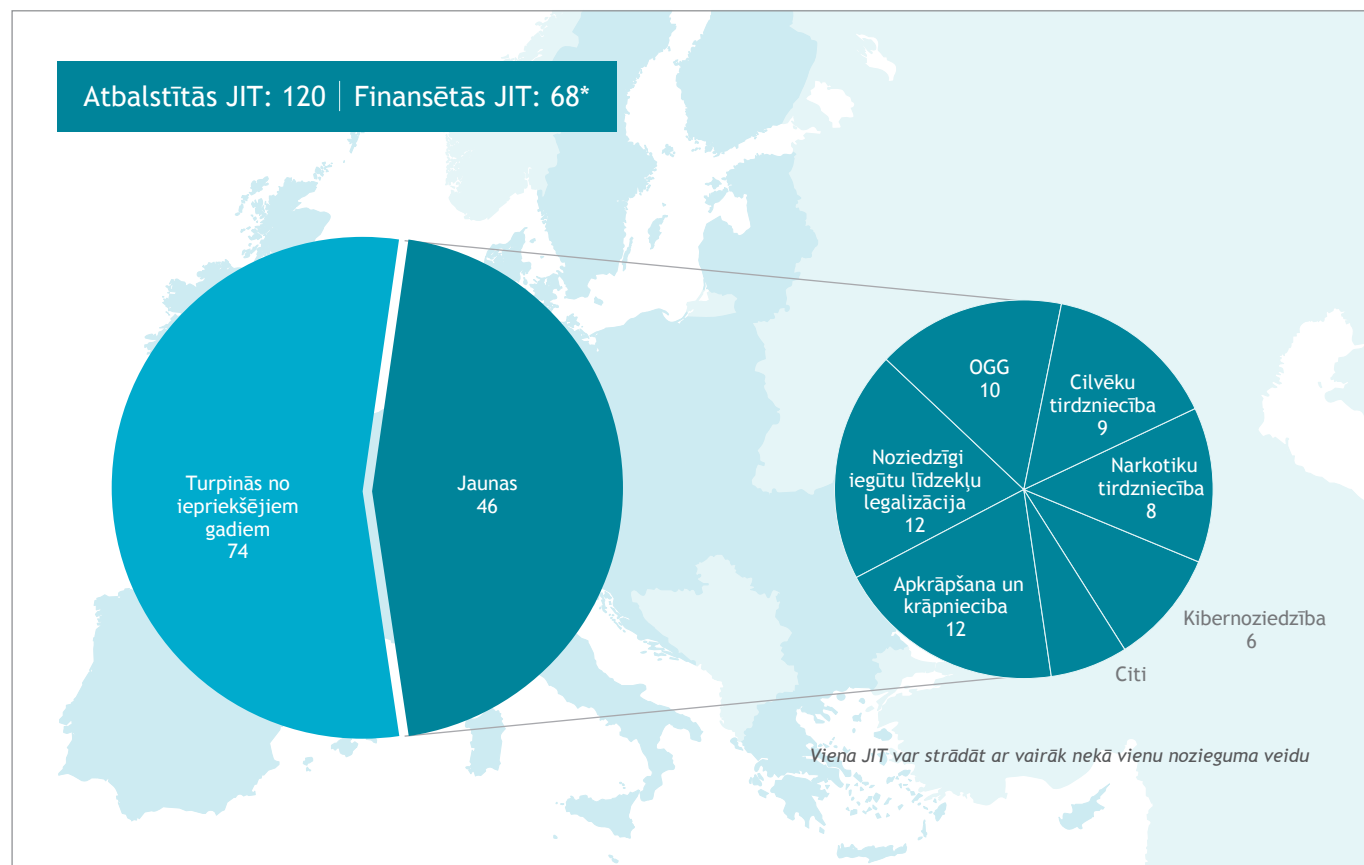 Atbalstītās JIT: 120 | Finansētās JIT: 68*
Turpinās no
iepriekšējiem
gadiem
74
Jaunas
46
OGG
10
Cilvēku
tirdzniecība
9
Narkotiku
tirdzniecība
8
Noziedzīgi
iegūtu līdzekļu
legalizācija
12
Apkrāpšana un
krāpnieciba
12
Kibernoziedzība
6
Citi
Viena JIT var strādāt ar vairāk nekā vienu nozieguma veidu